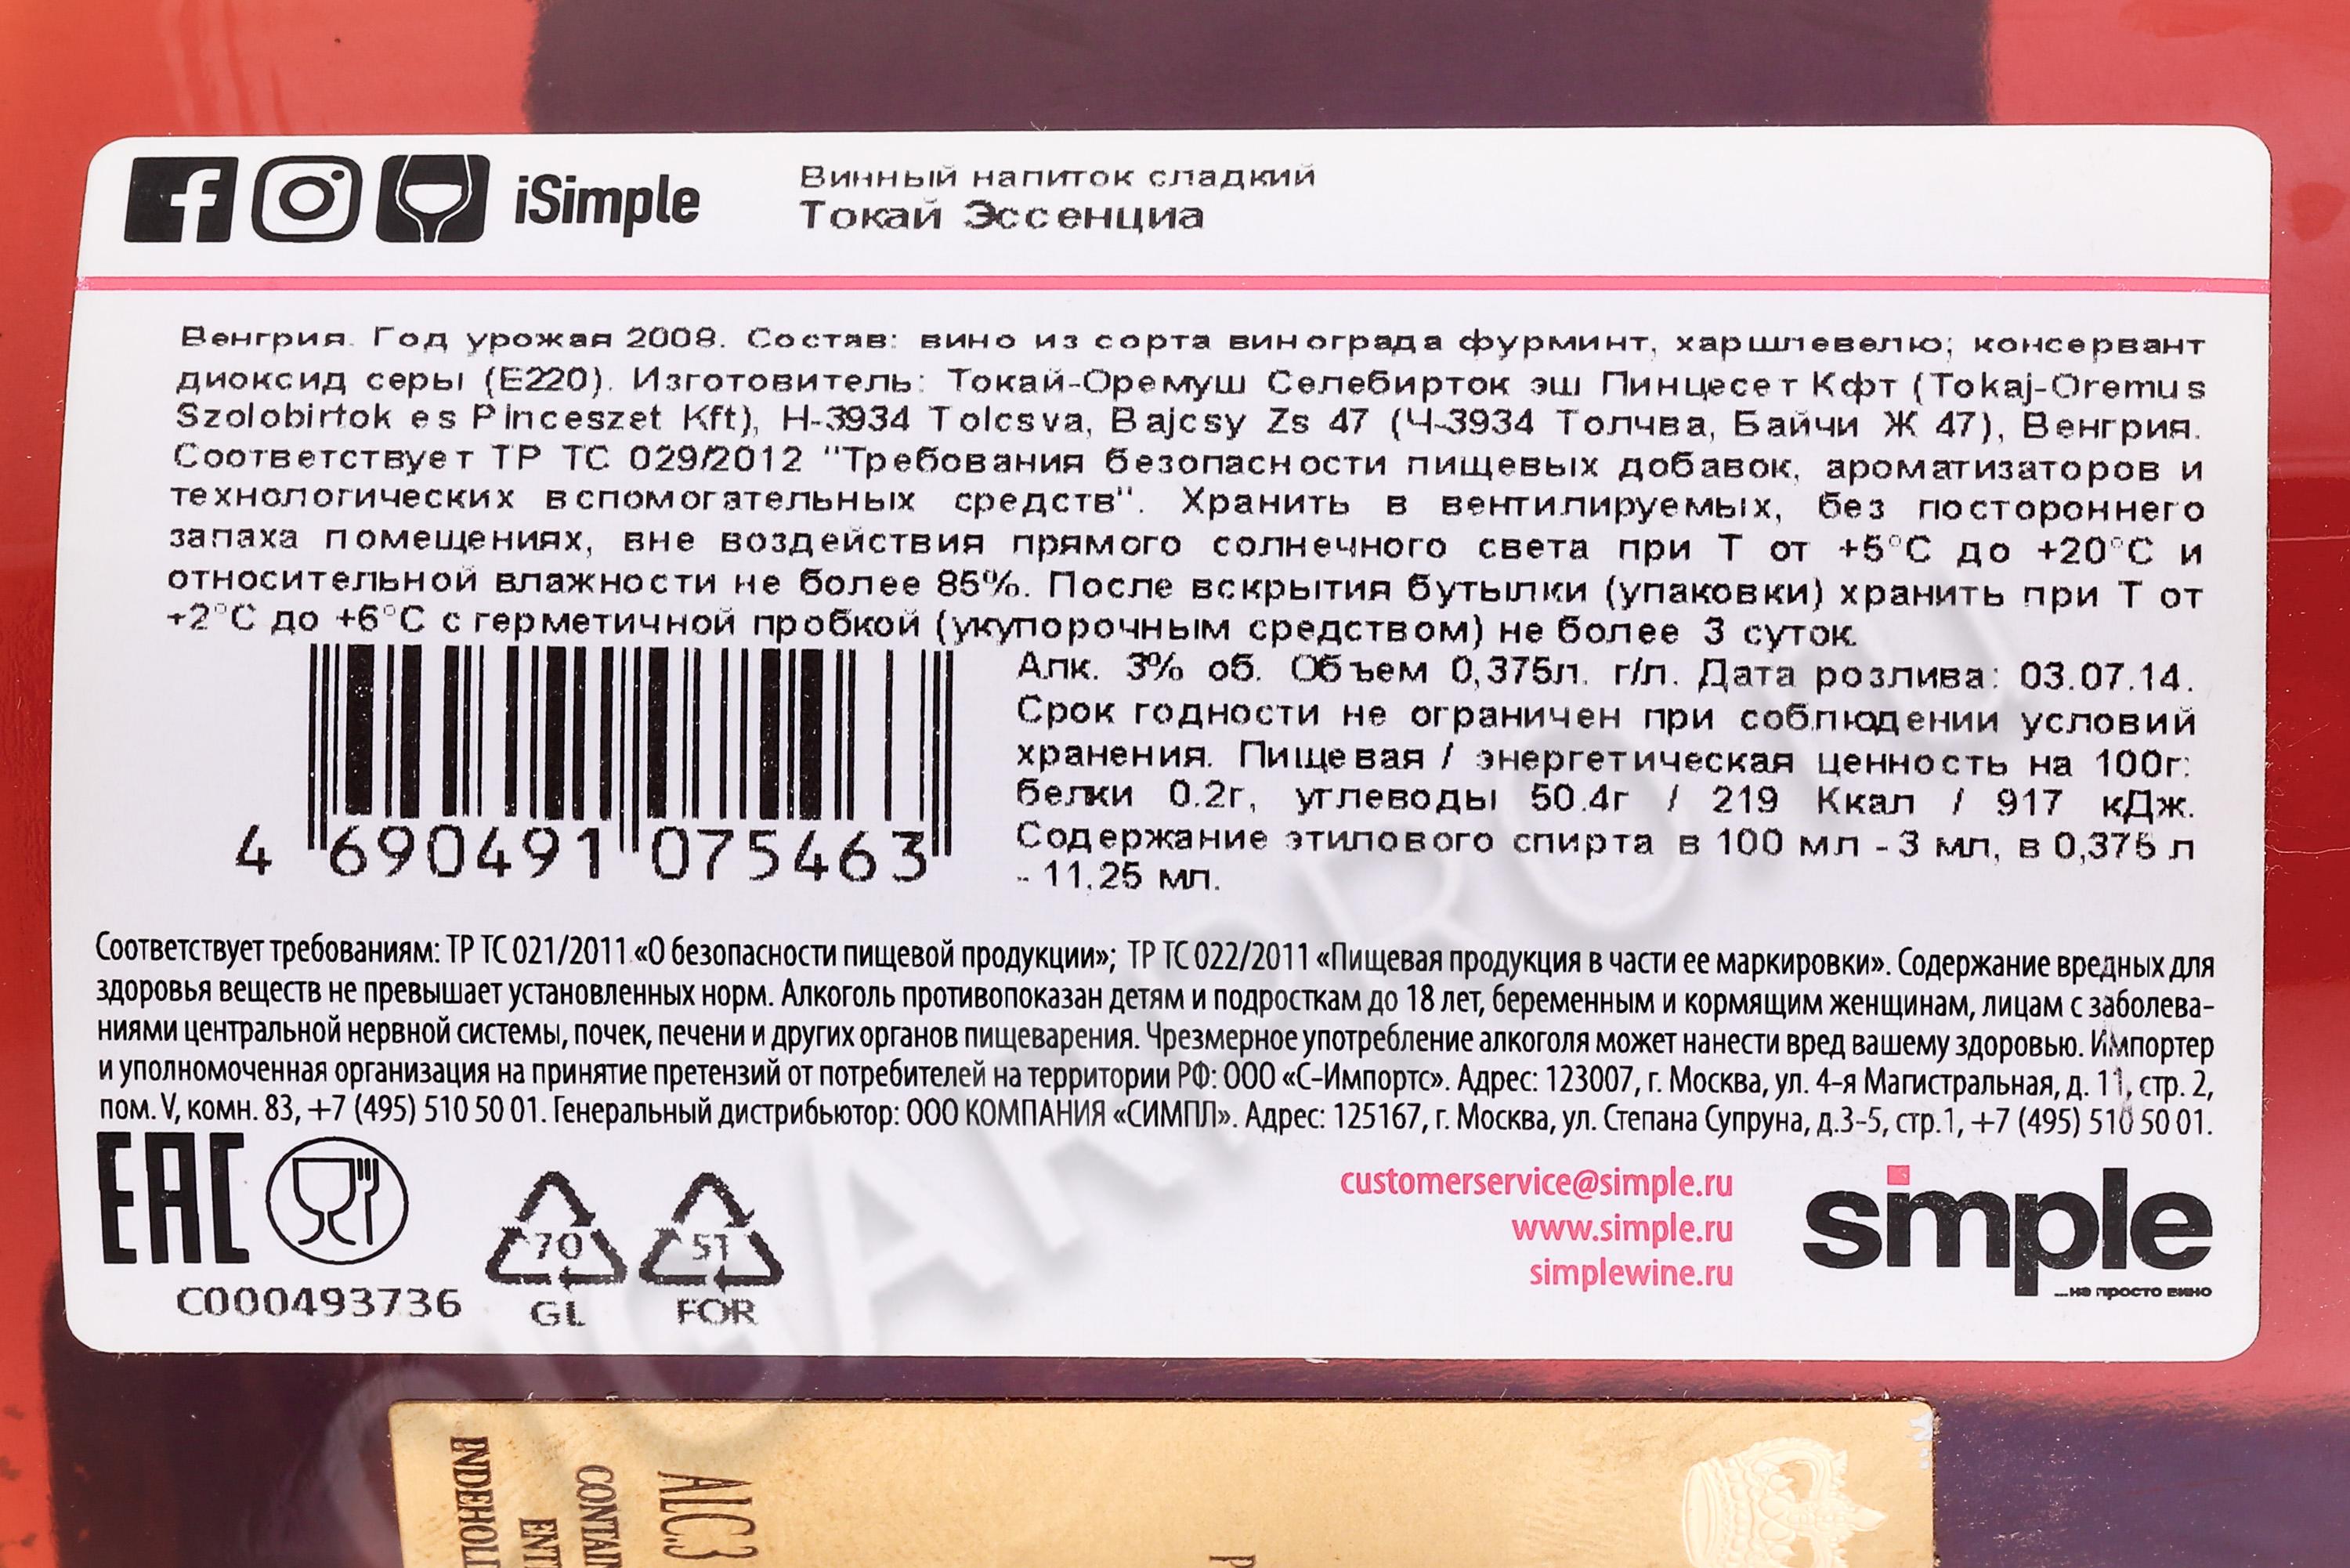 iSimple
Винный напиток сладкий
Токай Эссенциа
Венгрия. Год урожая 2008. Состав: вино из сорта винограда фурминт, харшлевелю; консервант
диоксид серы (E220). Изготовитель: Токай-Оремуш Селебирток эш Пинцесет Кфт (Tokaj-Oremus
Szolobirtok es Pinceszet Kft), H-3934 Tolcsva, Bajcsy Zs 47 (Ч-3934 Толчва, Байчи Ж 47), Венгрия.
Соответствует ТР ТС 029/2012 "Требования безопасности пищевых добавок, ароматизаторов и
технологических вспомогательных средств". Хранить в вентилируемых, без постороннего
запаха помещениях, вне воздействия прямого солнечного света при Т от +5°C до +20°C и
относительной влажности не более 85%. После вскрытия бутылки (упаковки) хранить при Т от
+2°C до +6°C с герметичной пробкой (укупорочным средством) не более 3 суток.
Алк. 3% об. Объем 0,375л. г/л. Дата розлива: 03.07.14.
Срок годности не ограничен при соблюдении условий
хранения. Пищевая / энергетическая ценность на 100г:
белки 0.2г, углеводы 50.4г / 219 Ккал / 917 кДж.
Содержание этилового спирта в 100 мл - 3 мл, в 0,375 л
- 11,25 мл.
4 690491 075463
Соответствует требованиям: ТР ТС 021/2011 «О безопасности пищевой продукции»; ТР ТС 022/2011 «Пищевая продукция в части ее маркировки». Содержание вредных для
здоровья веществ не превышает установленных норм. Алкоголь противопоказан детям и подросткам до 18 лет, беременным и кормящим женщинам, лицам с заболева-
ниями центральной нервной системы, почек, печени и других органов пищеварения. Чрезмерное употребление алкоголя может нанести вред вашему здоровью. Импортер
и уполномоченная организация на принятие претензий от потребителей на территории РФ: ООО «С-Импортс». Адрес: 123007, г. Москва, ул. 4-я Магистральная, д. 11, стр. 2,
пом. V, комн. 83, +7 (495) 510 50 01. Генеральный дистрибьютор: ООО КОМПАНИЯ «СИМПЛ». Адрес: 125167, г. Москва, ул. Степана Супруна, д.3-5, стр.1, +7 (495) 510 50 01.
EAC
C000493736
70
GL
51
FOR
customerservice@simple.ru
www.simple.ru
simplewine.ru
simple
...не просто вино
CIGARPRO.RU
ALC3